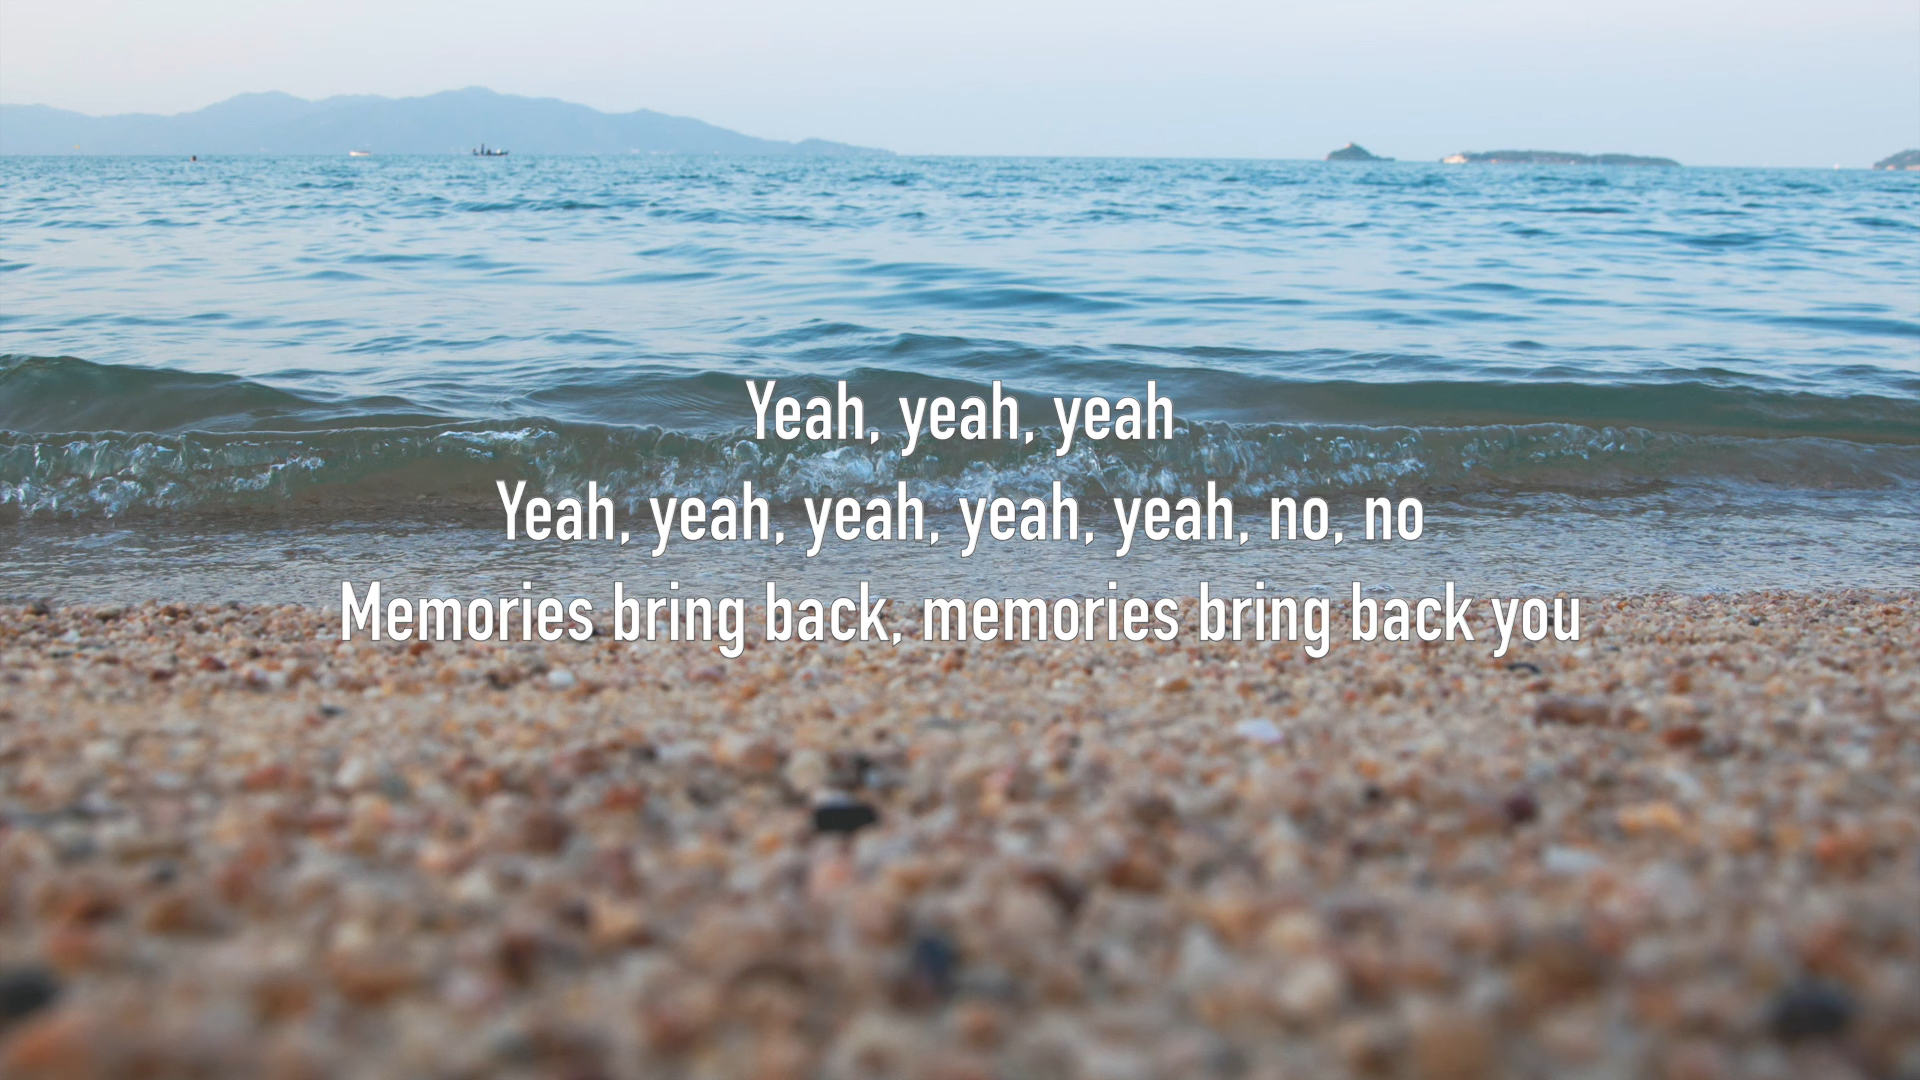 Yeah, yeah, yeah
Yeah, yeah, yeah, yeah, yeah, no, no
Memories bring back, memories bring back you